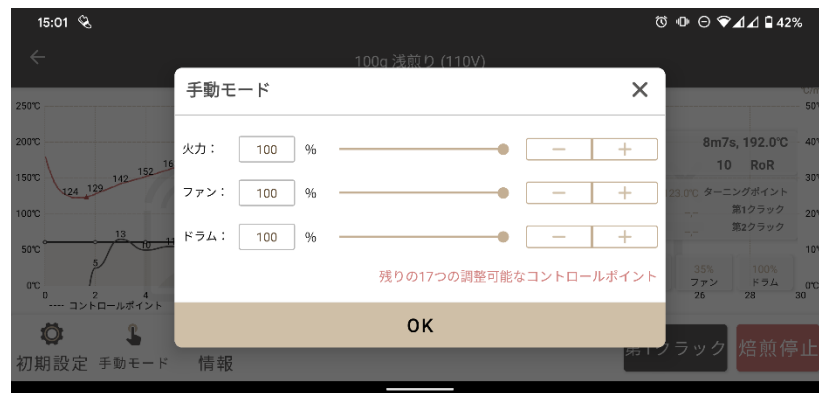 15:01
42%
100g 浅煎り (110V)
手動モード
250℃
200℃
150℃
100℃
50℃
0℃
124 129 142 152 16
13
10 11
5
0 2 4
---- コントロールポイント
火力： 100 %
ファン： 100 %
ドラム： 100 %
残りの17つの調整可能なコントロールポイント
OK
8m7s, 192.0℃
10 RoR
23.0℃ ターニングポイント
--.-- 第1クラック
--.-- 第2クラック
35% 100%
ファン ドラム
26 28 30
初期設定 手動モード 情報
第1クラック 焙煎停止